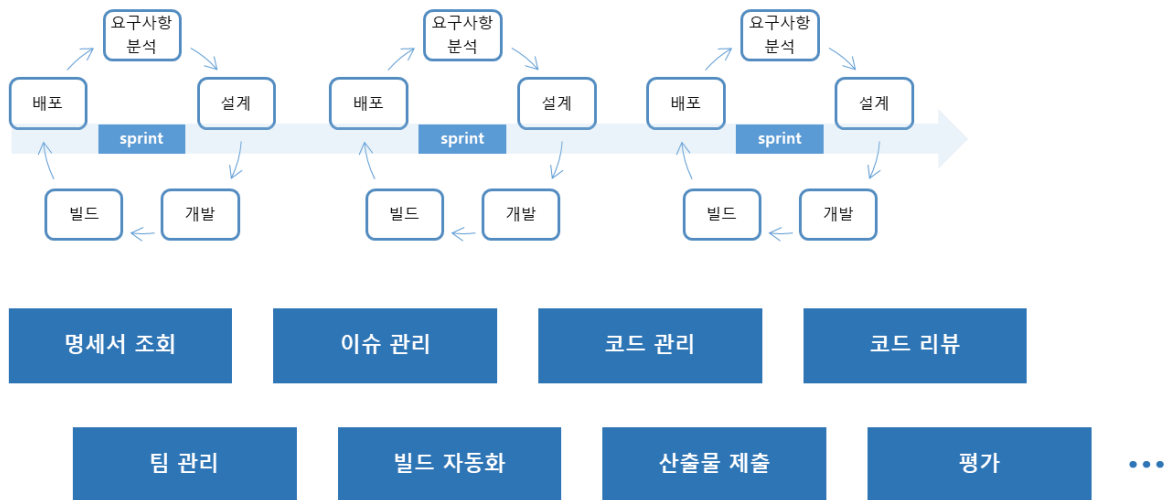 요구사항
분석
배포
설계
sprint
빌드
개발
요구사항
분석
배포
설계
sprint
빌드
개발
요구사항
분석
배포
설계
sprint
빌드
개발
명세서 조회
이슈 관리
코드 관리
코드 리뷰
팀 관리
빌드 자동화
산출물 제출
평가
...